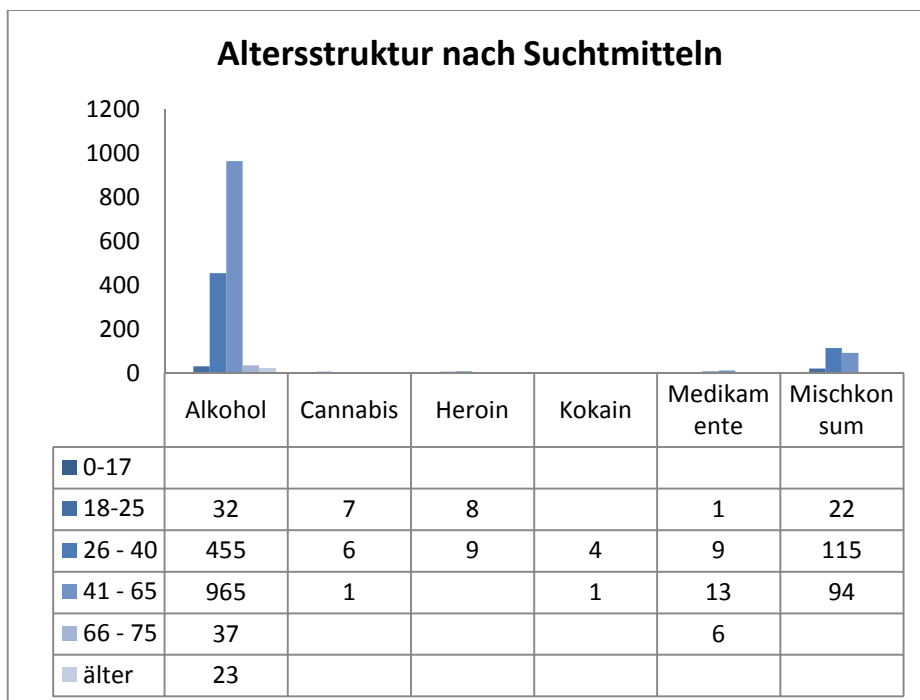 Altersstruktur nach Suchtmitteln
1200
1000
800
600
400
200
0
Alkohol Cannabis Heroin Kokain Medikam Mischkon
ente sum
0-17
18-25 32 7 8 1 22
26 - 40 455 6 9 4 9 115
41 - 65 965 1 1 13 94
66 - 75 37 6
älter 23